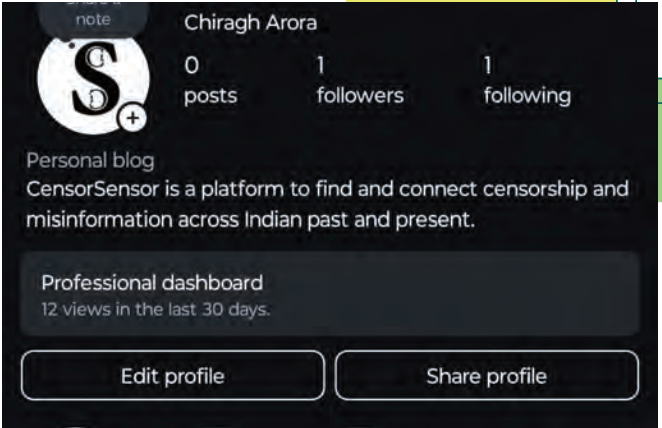 note
Chiragh Arora
0 1 1
posts followers following
Personal blog
CensorSensor is a platform to find and connect censorship and
misinformation across Indian past and present.
Professional dashboard
12 views in the last 30 days.
Edit profile Share profile